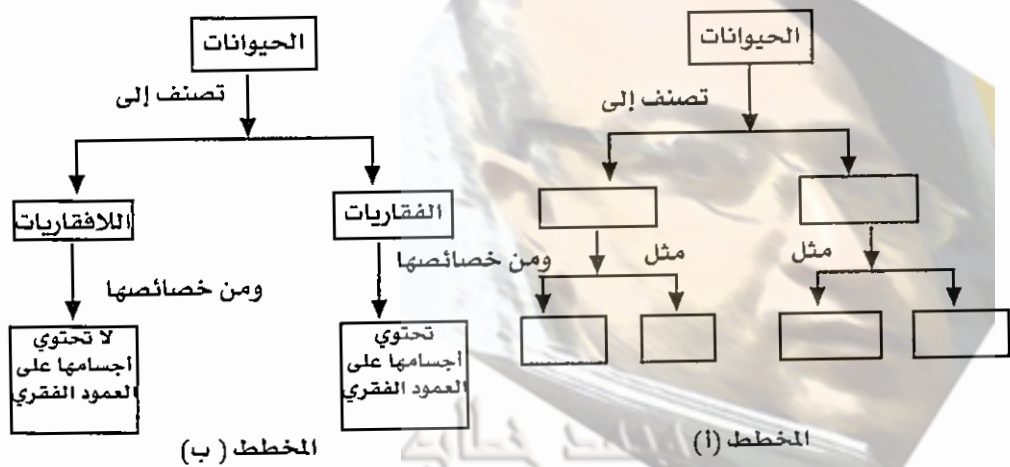 الحيوانات
تصنف إلى
مثل
مثل
المخطط (أ)
الحيوانات
تصنف إلى
الفقاريات
اللافقاريات
ومن خصائصها
ومن خصائصها
تحتوي
أجسامها على
العمود الفقري
لا تحتوي
أجسامها على
العمود الفقري
المخطط ( ب )